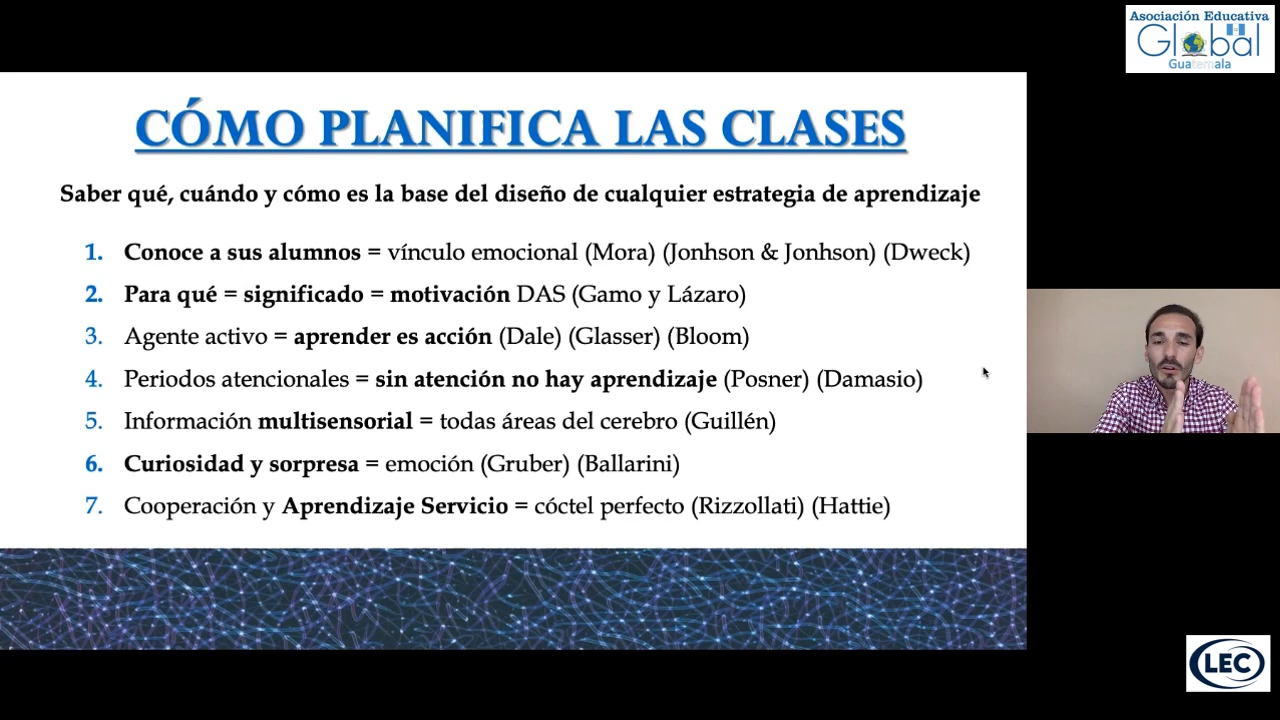 Asociación Educativa
Global
Guatemala
CÓMO PLANIFICA LAS CLASES
Saber qué, cuándo y cómo es la base del diseño de cualquier estrategia de aprendizaje
1. Conoce a sus alumnos = vínculo emocional (Mora) (Jonhson & Jonhson) (Dweck)
2. Para qué = significado = motivación DAS (Gamo y Lázaro)
3. Agente activo = aprender es acción (Dale) (Glasser) (Bloom)
4. Periodos atencionales = sin atención no hay aprendizaje (Posner) (Damasio)
5. Información multisensorial = todas áreas del cerebro (Guillén)
6. Curiosidad y sorpresa = emoción (Gruber) (Ballarini)
7. Cooperación y Aprendizaje Servicio = cóctel perfecto (Rizzollati) (Hattie)
LEC